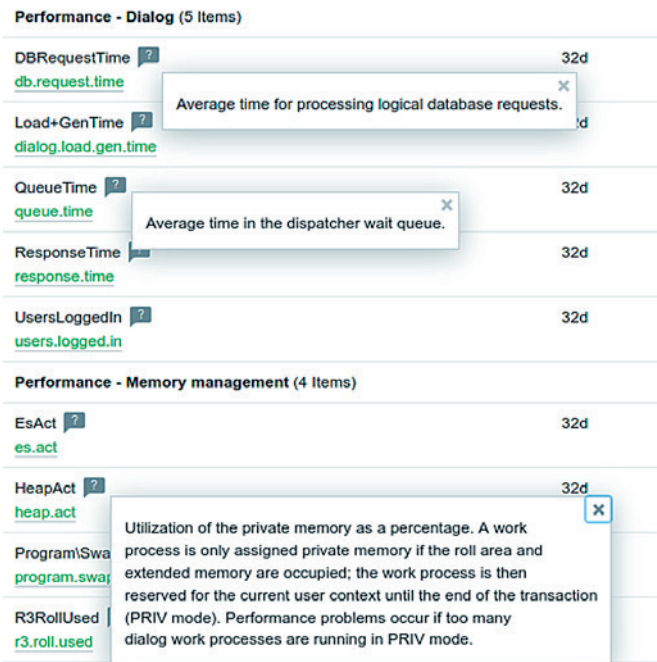 Performance - Dialog (5 Items)
DBRequestTime ? 32d
db.request.time
×
Average time for processing logical database requests.
Load+GenTime ?
dialog.load.gen.time
QueueTime ? 32d
queue.time
×
Average time in the dispatcher wait queue.
ResponseTime 32d
response.time
UsersLoggedIn ? 32d
users.logged.in
Performance - Memory management (4 Items)
EsAct ? 32d
es.act
HeapAct ? 32d
heap.act
×
Utilization of the private memory as a percentage. A work
process is only assigned private memory if the roll area and
extended memory are occupied; the work process is then
reserved for the current user context until the end of the transaction
(PRIV mode). Performance problems occur if too many
dialog work processes are running in PRIV mode.
Program\Swa
program.swap
R3RollUsed
r3.roll.used